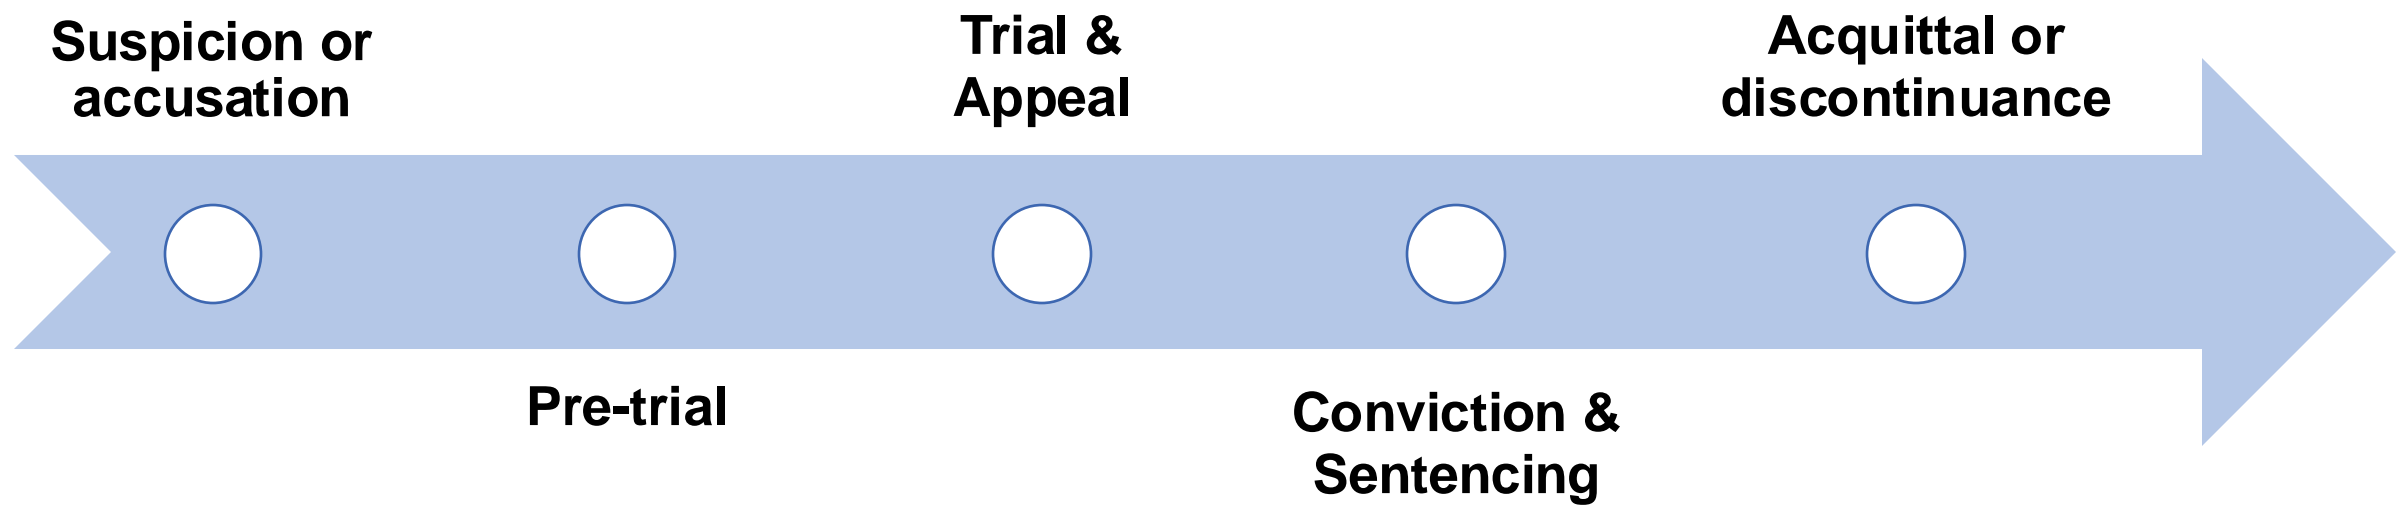 Suspicion or
accusation
Pre-trial
Trial &
Appeal
Conviction &
Sentencing
Acquittal or
discontinuance